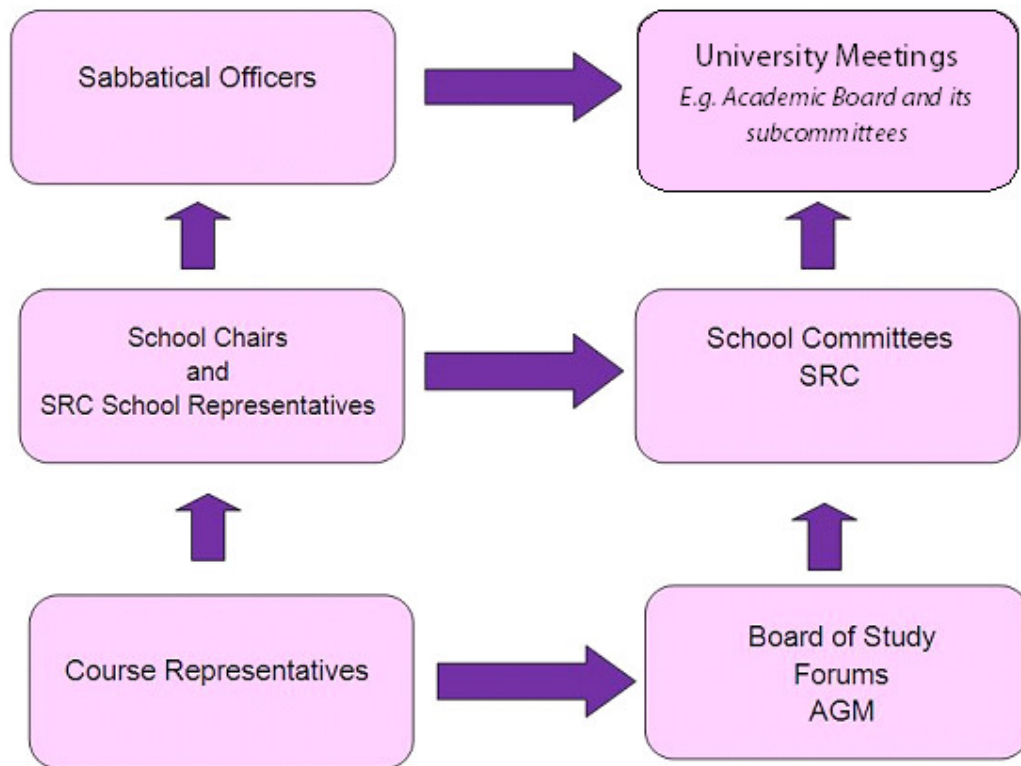 Sabbatical Officers
University Meetings
E.g. Academic Board and its
subcommittees
School Chairs
and
SRC School Representatives
School Committees
SRC
Course Representatives
Board of Study
Forums
AGM